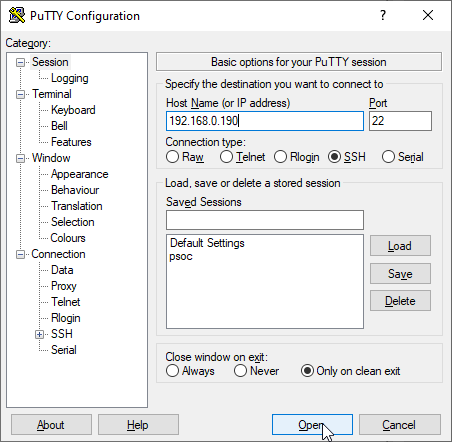 PuTTY Configuration
?
Category:
Session
Logging
Terminal
Keyboard
Bell
Features
Window
Appearance
Behaviour
Translation
Selection
Colours
Connection
Data
Proxy
Telnet
Rlogin
SSH
Serial
Basic options for your PuTTY session
Specify the destination you want to connect to
Host Name (or IP address) Port
192.168.0.190 22
Connection type:
Raw Telnet Rlogin SSH Serial
Load, save or delete a stored session
Saved Sessions
Default Settings Load
psoc
Save
Delete
Close window on exit:
Always Never Only on clean exit
About Help Open Cancel